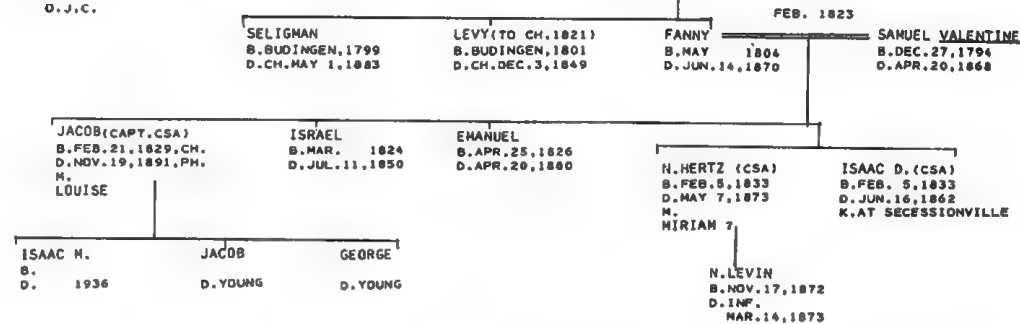 O.J.C.
FEB. 1823
SELIGMAN
B.BUDINGEN,1799
D.CH.MAY 1,1883
LEVY(TO CH,1821)
B.BUDINGEN,1801
D.CH.DEC.3,1849
FANNY
B.MAY 1804
D.JUN.14,1870
SAMUEL VALENTINE
B.DEC.27,1794
D.APR.20,1868
JACOB(CAPT.CSA)
B.FEB.21,1829,CH.
D.NOV.19,1891,PH.
M.
LOUISE
ISRAEL
B.MAR. 1824
D.JUL.11,1850
EMANUEL
B.APR.25,1826
D.APR.20,1880
N.HERTZ (CSA)
B.FEB.5,1833
D.MAY 7,1873
M.
MIRIAM ?
ISAAC D.(CSA)
B.FEB. 5,1833
D.JUN.16,1862
K.AT SECESSIONVILLE
ISAAC M.
B.
D. 1936
JACOB
D.YOUNG
GEORGE
D.YOUNG
N.LEVIN
B.NOV.17,1872
D.INF.
MAR.14,1873